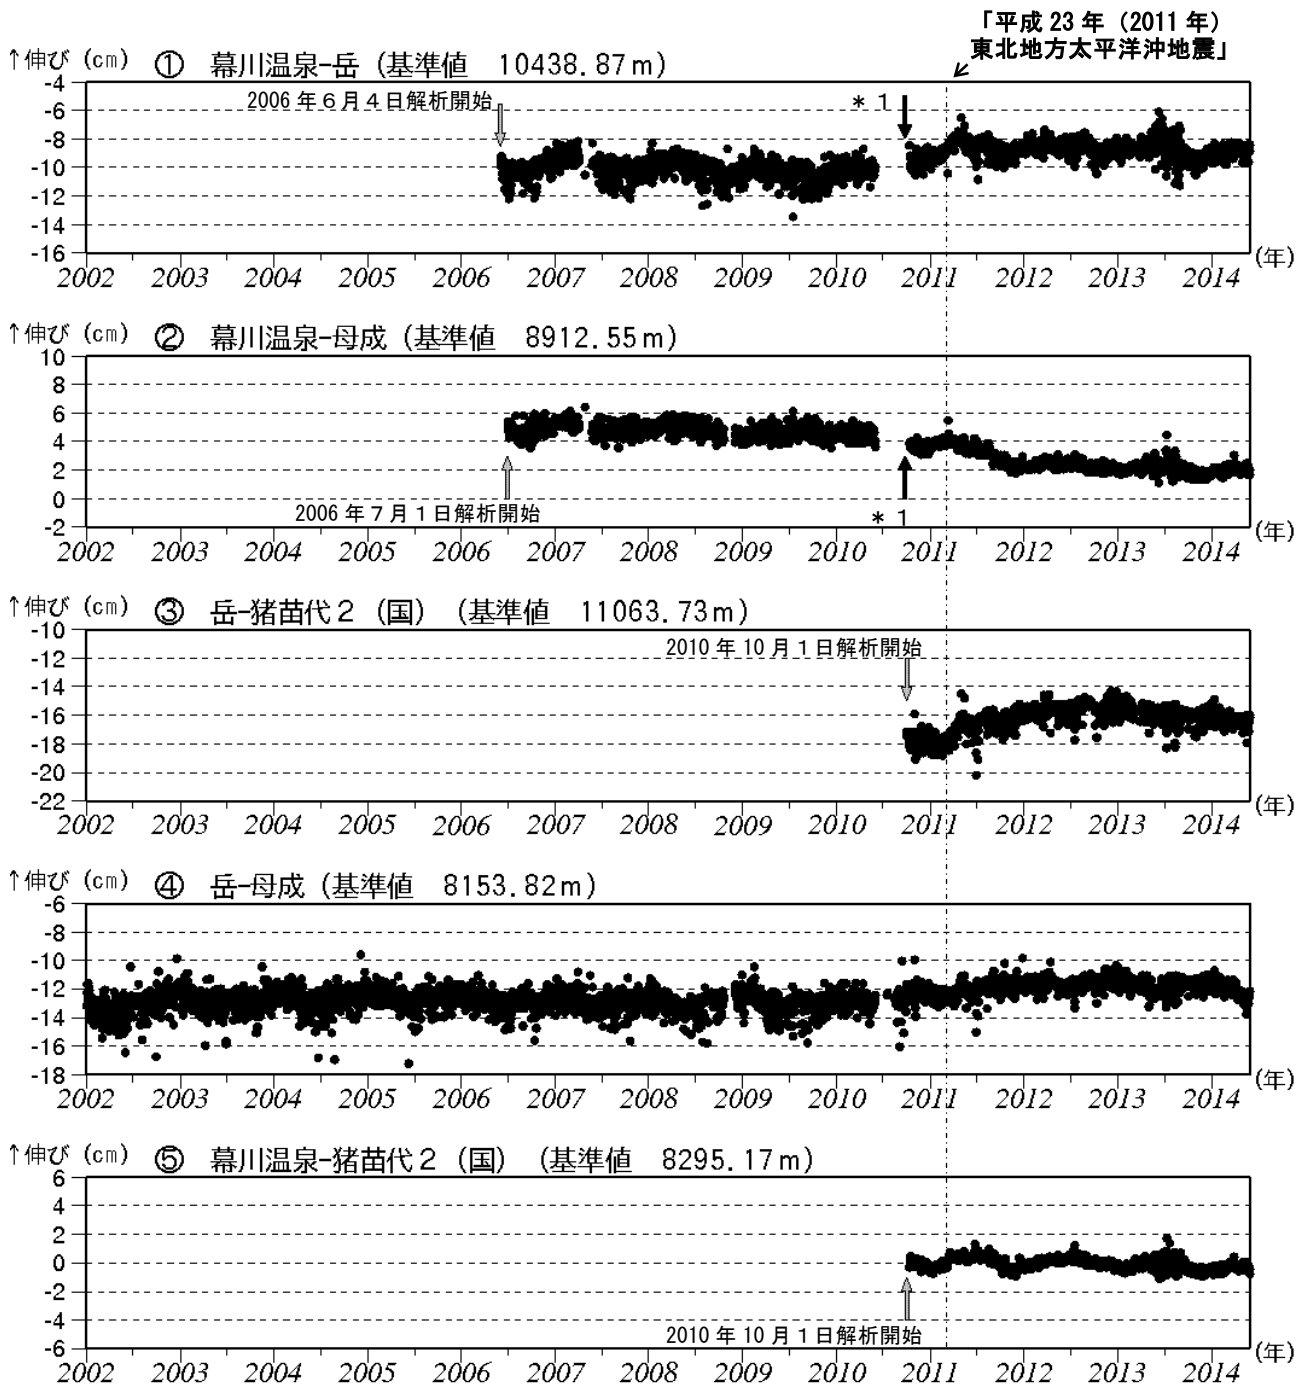 「平成 23 年（2011 年）
東北地方太平洋沖地震」
↑伸び (cm) ① 幕川温泉-岳（基準値 10438.87m）
-4
2006 年６月４日解析開始
＊１
-6
-8
-10
-12
-14
-16
2002 2003 2004 2005 2006 2007 2008 2009 2010 2011 2012 2013 2014 (年)
↑伸び (cm) ② 幕川温泉-母成（基準値 8912.55m）
10
8
6
4
2
0
2006 年７月１日解析開始
＊１
-2
2002 2003 2004 2005 2006 2007 2008 2009 2010 2011 2012 2013 2014 (年)
↑伸び (cm) ③ 岳-猪苗代２（国）（基準値 11063.73m）
-10
2010 年 10 月１日解析開始
-12
-14
-16
-18
-20
-22
2002 2003 2004 2005 2006 2007 2008 2009 2010 2011 2012 2013 2014 (年)
↑伸び (cm) ④ 岳-母成（基準値 8153.82m）
-6
-8
-10
-12
-14
-16
-18
2002 2003 2004 2005 2006 2007 2008 2009 2010 2011 2012 2013 2014 (年)
↑伸び (cm) ⑤ 幕川温泉-猪苗代２（国）（基準値 8295.17m）
6
4
2
0
-2
-4
2010 年 10 月１日解析開始
-6
2002 2003 2004 2005 2006 2007 2008 2009 2010 2011 2012 2013 2014 (年)